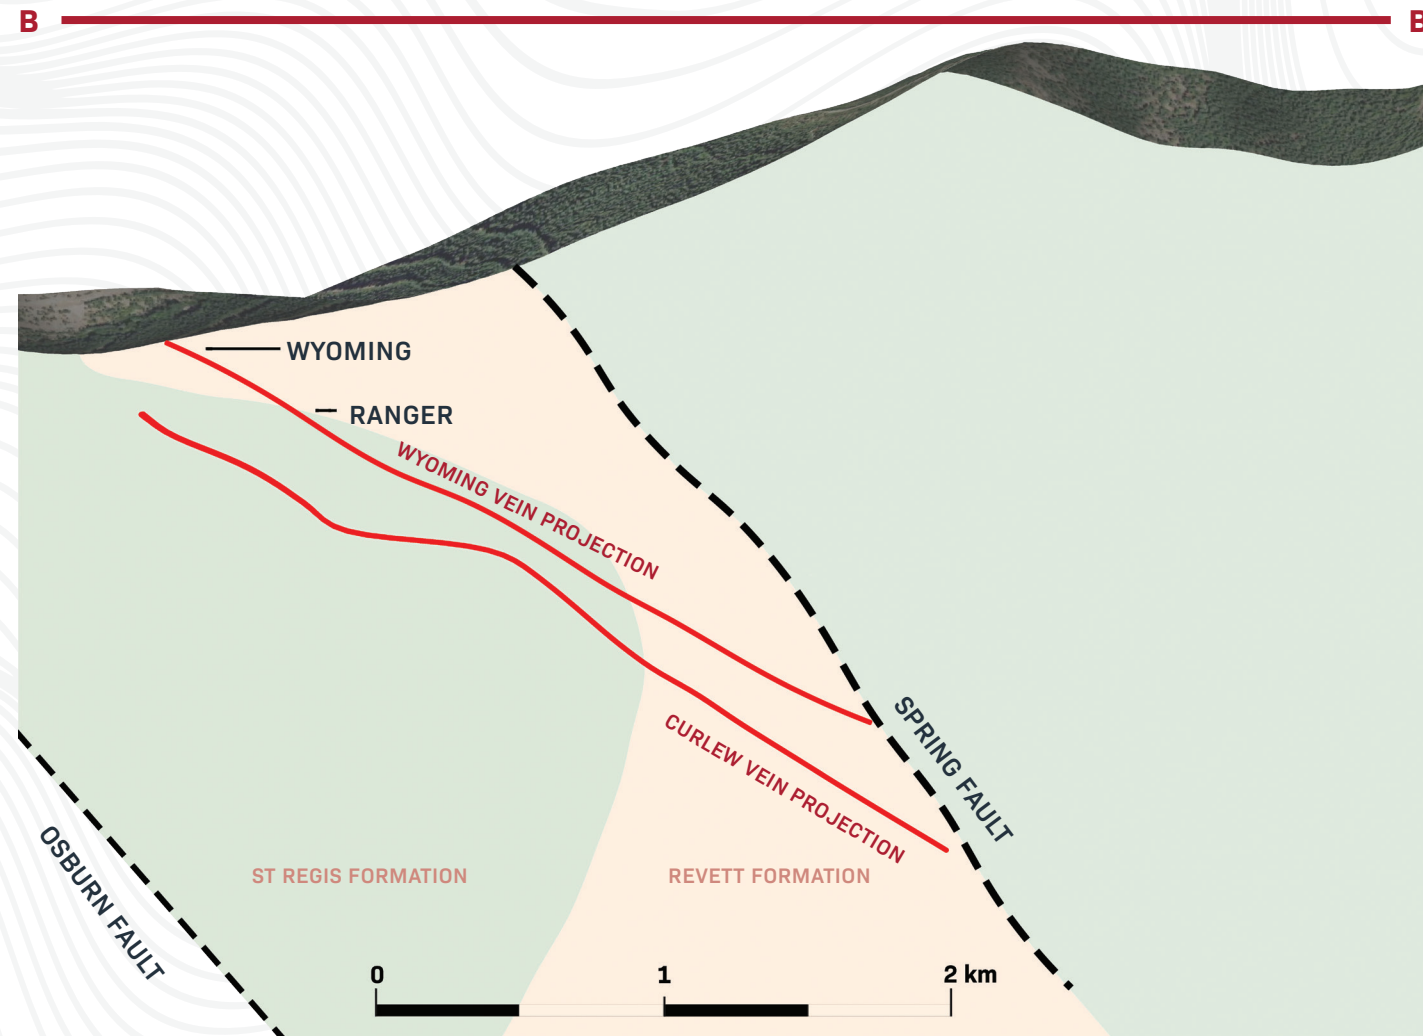 B
B
WYOMING
RANGER
WYOMING VEIN PROJECTION
SPRING FAULT
CURLEW VEIN PROJECTION
OSBURN FAULT
ST REGIS FORMATION
REVETT FORMATION
0 1 2 km